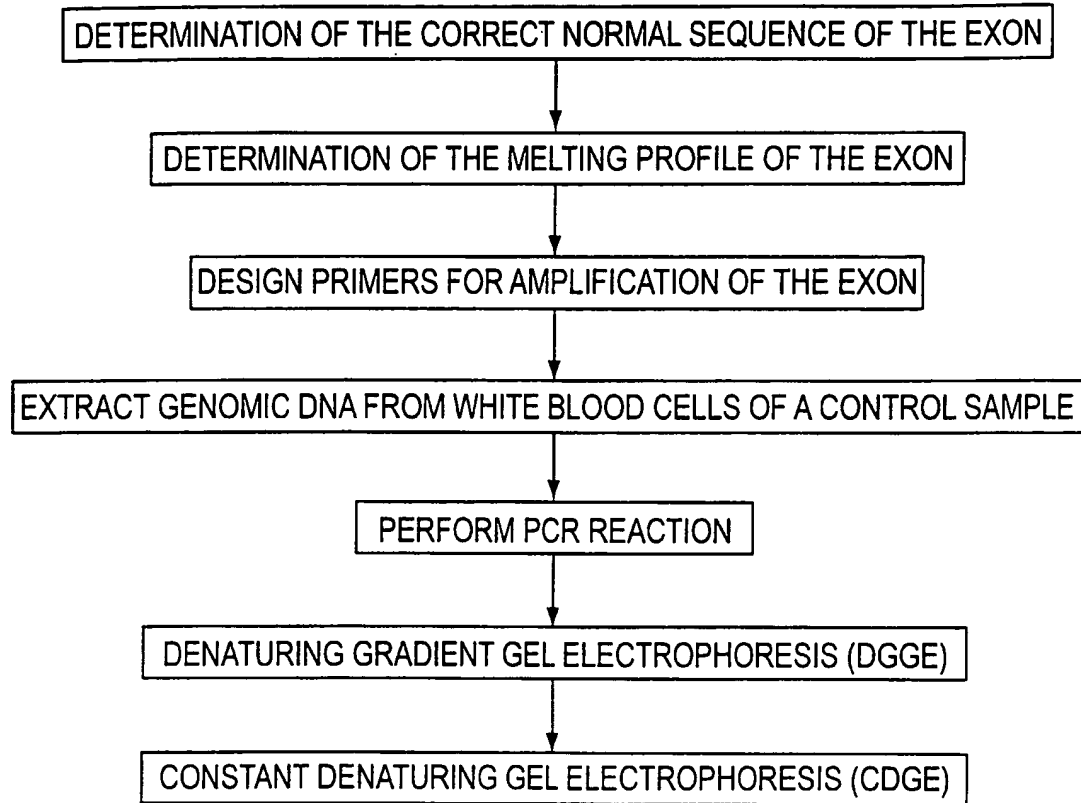 DETERMINATION OF THE CORRECT NORMAL SEQUENCE OF THE EXON
DETERMINATION OF THE MELTING PROFILE OF THE EXON
DESIGN PRIMERS FOR AMPLIFICATION OF THE EXON
EXTRACT GENOMIC DNA FROM WHITE BLOOD CELLS OF A CONTROL SAMPLE
PERFORM PCR REACTION
DENATURING GRADIENT GEL ELECTROPHORESIS (DGGE)
CONSTANT DENATURING GEL ELECTROPHORESIS (CDGE)